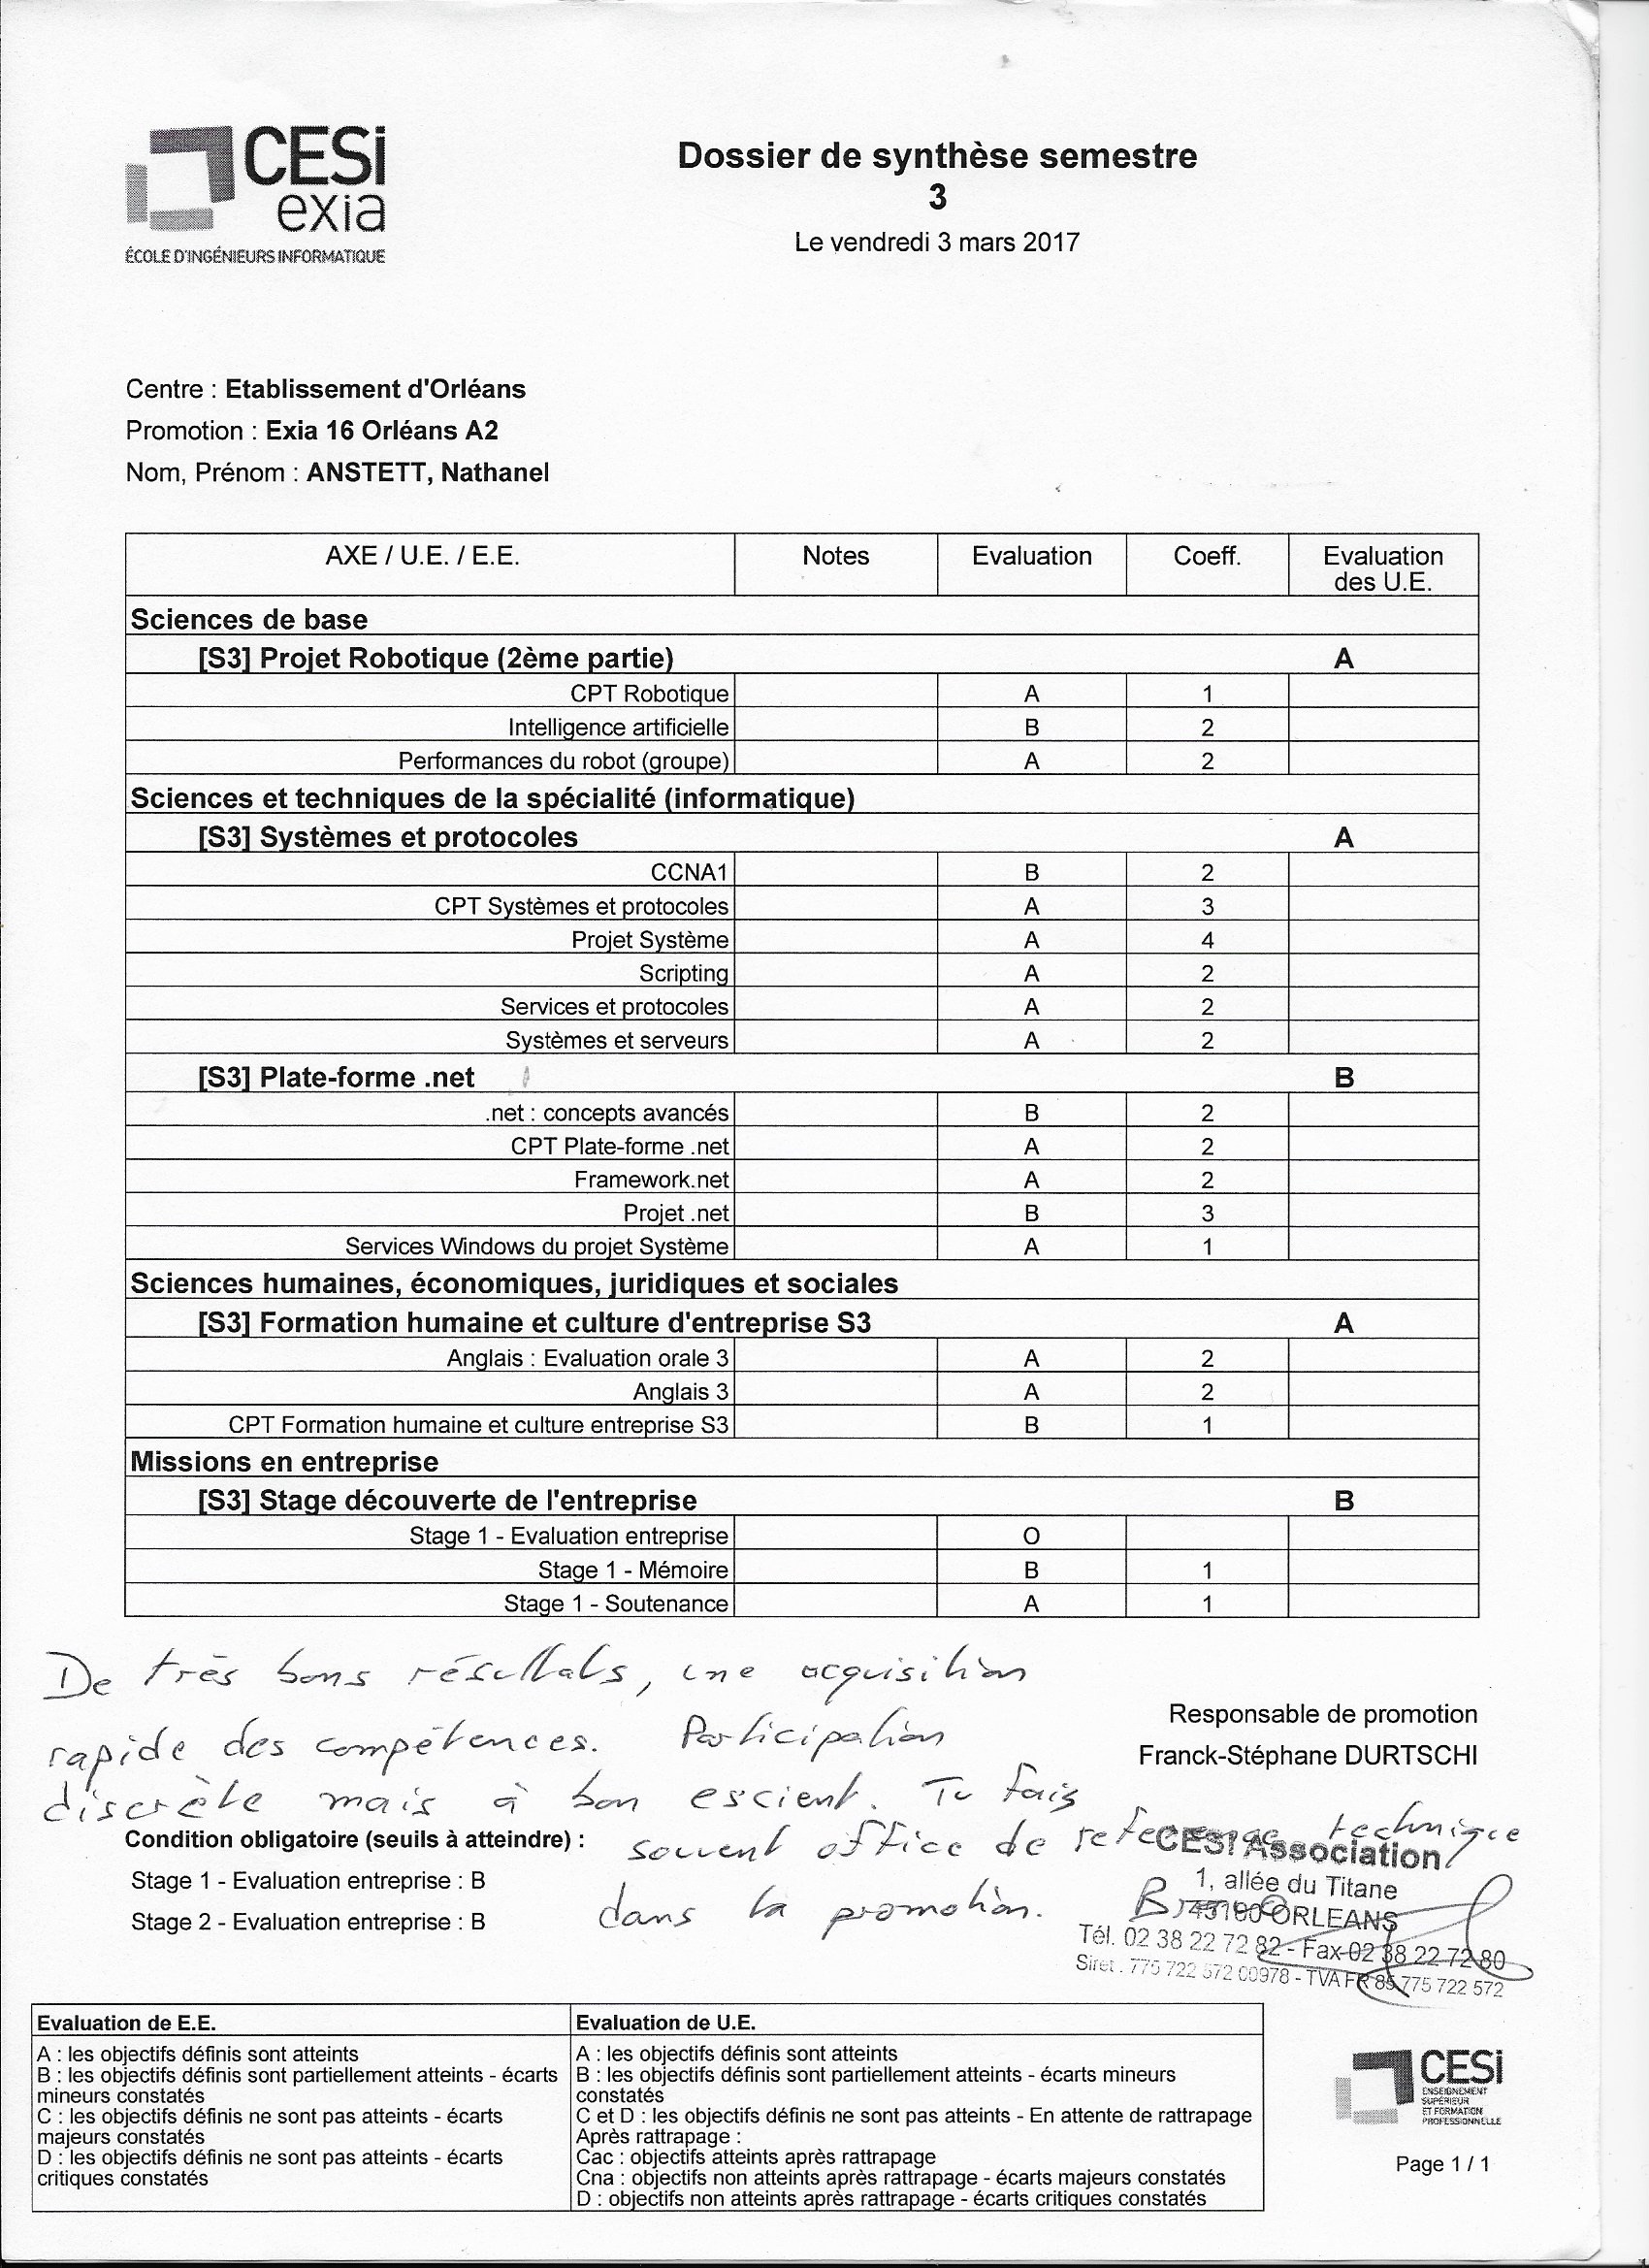 CESi
exia
ÉCOLE D'INGÉNIEURS INFORMATIQUE
Dossier de synthèse semestre
3
Le vendredi 3 mars 2017
Centre : Etablissement d'Orléans
Promotion : Exia 16 Orléans A2
Nom, Prénom : ANSTETT, Nathanel
AXE / U.E. / E.E. Notes Evaluation Coeff. Evaluation des U.E.
Sciences de base
[S3] Projet Robotique (2ème partie) A
CPT Robotique A 1
Intelligence artificielle B 2
Performances du robot (groupe) A 2
Sciences et techniques de la spécialité (informatique)
[S3] Systèmes et protocoles A
CCNA1 B 2
CPT Systèmes et protocoles A 3
Projet Système A 4
Scripting A 2
Services et protocoles A 2
Systèmes et serveurs A 2
[S3] Plate-forme .net B
.net : concepts avancés B 2
CPT Plate-forme .net A 2
Framework.net A 2
Projet .net B 3
Services Windows du projet Système A 1
Sciences humaines, économiques, juridiques et sociales
[S3] Formation humaine et culture d'entreprise S3 A
Anglais : Evaluation orale 3 A 2
Anglais 3 A 2
CPT Formation humaine et culture entreprise S3 B 1
Missions en entreprise
[S3] Stage découverte de l'entreprise B
Stage 1 - Evaluation entreprise O
Stage 1 - Mémoire B 1
Stage 1 - Soutenance A 1
De très bons résultats, une acquisition
rapide des compétences. Participation
discrète mais à bon escient. Tu fais
souvent office de reference technique
dans la promotion. Bravo
Responsable de promotion
Franck-Stéphane DURTSCHI
Condition obligatoire (seuils à atteindre) :
Stage 1 - Evaluation entreprise : B
Stage 2 - Evaluation entreprise : B
CESI Association
1, allée du Titane
45100 ORLEANS
Tél. 02 38 22 72 82 - Fax 02 38 22 72 80
Siret . 775 722 572 00978 - TVA FR 85 775 722 572
Evaluation de E.E.
A : les objectifs définis sont atteints
B : les objectifs définis sont partiellement atteints - écarts
mineurs constatés
C : les objectifs définis ne sont pas atteints - écarts
majeurs constatés
D : les objectifs définis ne sont pas atteints - écarts
critiques constatés
Evaluation de U.E.
A : les objectifs définis sont atteints
B : les objectifs définis sont partiellement atteints - écarts mineurs
constatés
C et D : les objectifs définis ne sont pas atteints - En attente de rattrapage
Après rattrapage :
Cac : objectifs atteints après rattrapage
Cna : objectifs non atteints après rattrapage - écarts majeurs constatés
D : objectifs non atteints après rattrapage - écarts critiques constatés
CESi
ENSEIGNEMENT
SUPÉRIEUR
ET FORMATION
PROFESSIONNELLE
Page 1 / 1